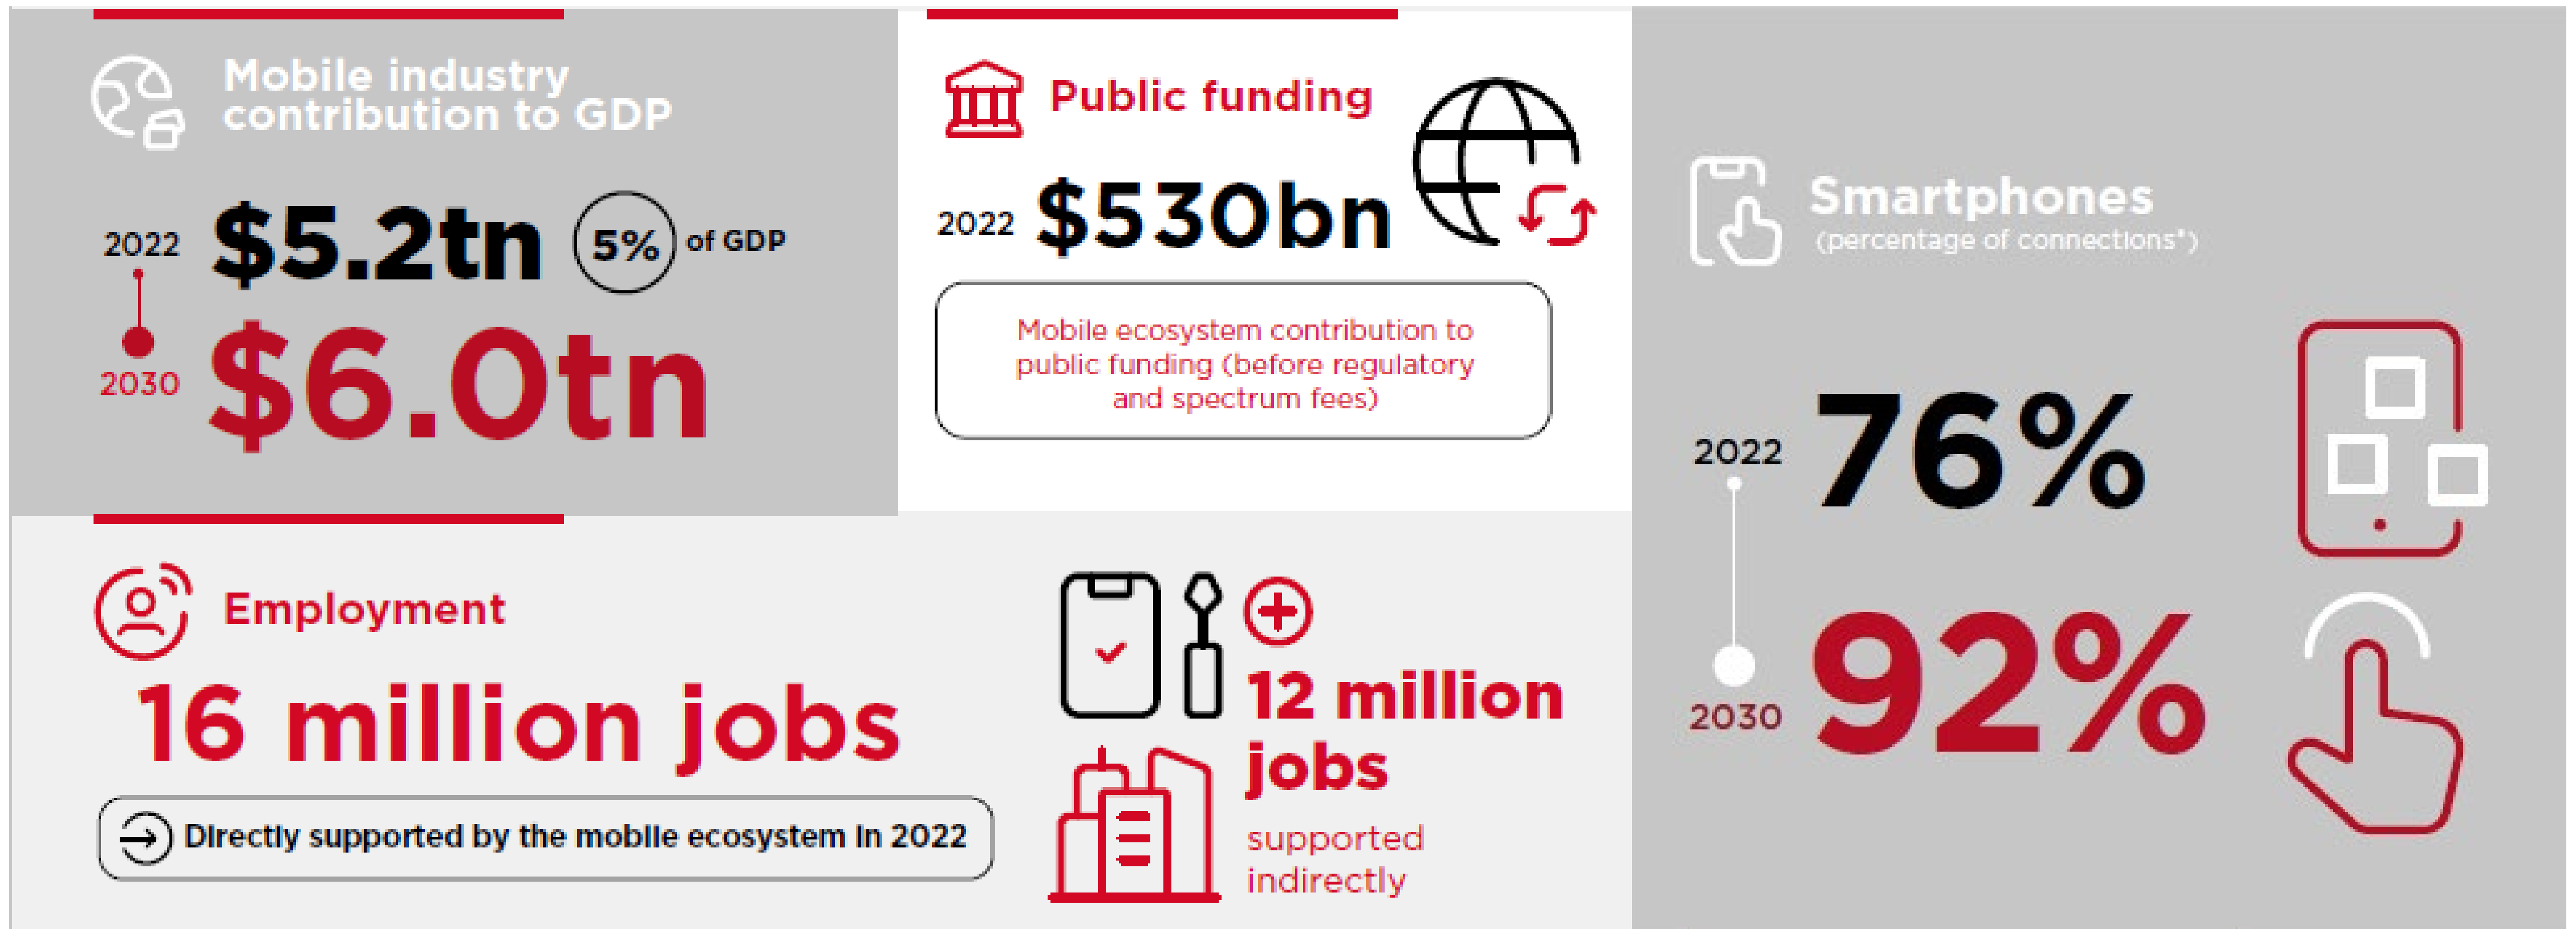 Mobile industry
contribution to GDP
2022 $5.2tn 5% of GDP
2030 $6.0tn
Public funding
2022 $530bn
Mobile ecosystem contribution to
public funding (before regulatory
and spectrum fees)
Employment
16 million jobs
Directly supported by the mobile ecosystem in 2022
12 million
jobs
supported
indirectly
Smartphones
(percentage of connections*)
2022 76%
2030 92%